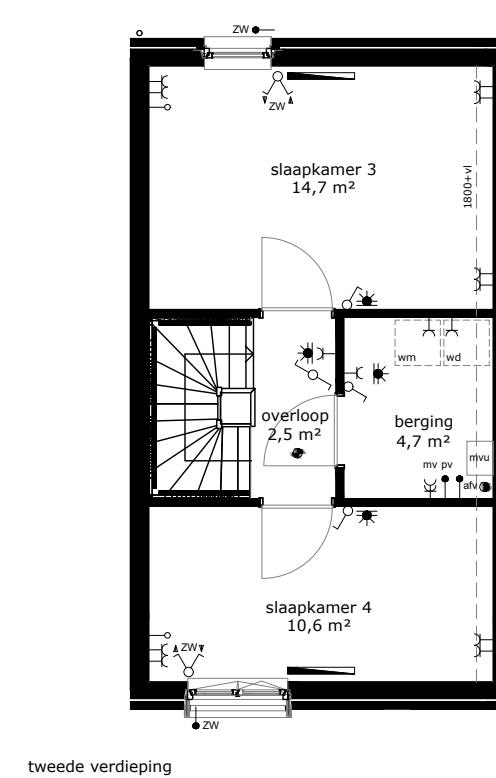 ZW
ZW
slaapkamer 3
14,7 m²
1800+vl
wm
wd
overloop
2,5 m²
berging
4,7 m²
mvu
mv pv
afv
slaapkamer 4
10,6 m²
ZW
ZW
tweede verdieping